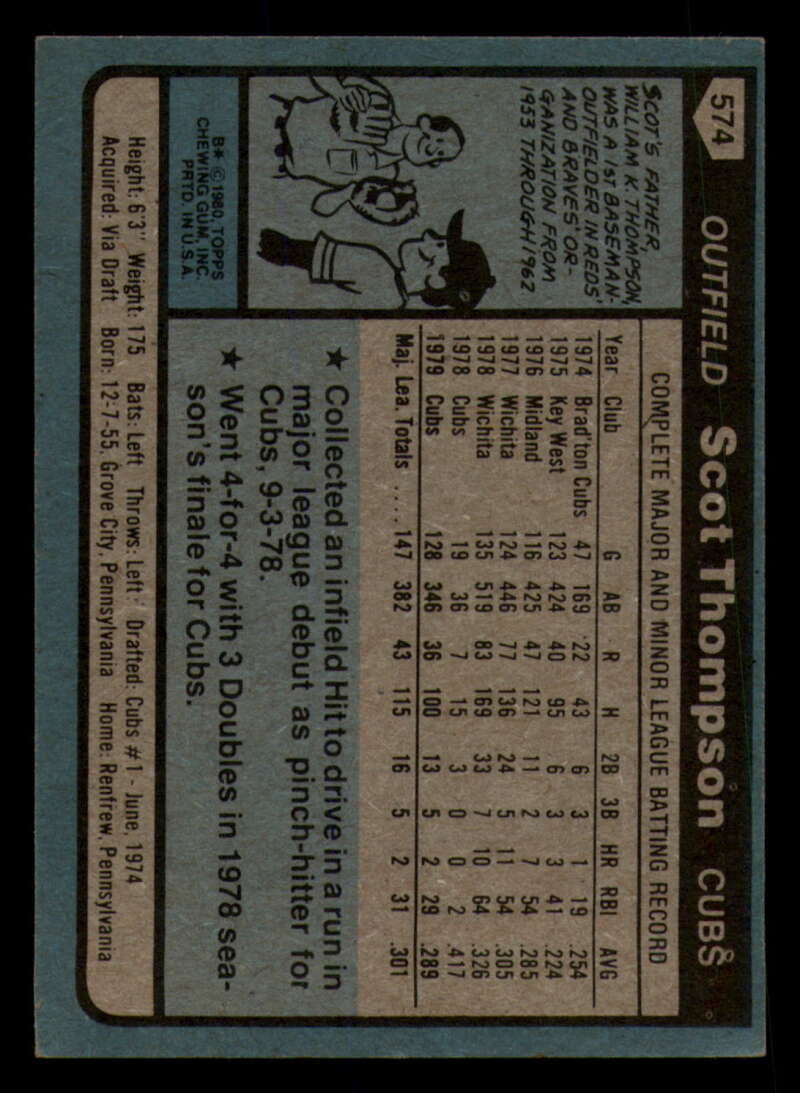 574 OUTFIELD Scot Thompson CUBS
SCOT'S FATHER,
WILLIAM K. THOMPSON,
WAS A 1ST BASEMAN-
OUTFIELDER IN REDS'
AND BRAVES' OR-
GANIZATION FROM
1953 THROUGH 1962
B* © 1980, TOPPS
CHEWING GUM, INC.
PRTD. IN U.S.A.
COMPLETE MAJOR AND MINOR LEAGUE BATTING RECORD
Year Club G AB R H 2B 3B HR RBI AVG
1974 Brad'ton Cubs 47 169 22 43 6 3 1 19 .254
1975 Key West 123 424 40 95 6 3 3 41 .224
1976 Midland 116 425 47 121 11 2 7 54 .285
1977 Wichita 124 446 77 136 24 5 11 54 .305
1978 Wichita 135 519 83 169 33 7 10 64 .326
1978 Cubs 19 36 7 15 3 0 0 2 .417
1979 Cubs 128 346 36 100 13 5 2 29 .289
Maj. Lea. Totals .... 147 382 43 115 16 5 2 31 .301
★ Collected an infield Hit to drive in a run in
major league debut as pinch-hitter for
Cubs, 9-3-78.
★ Went 4-for-4 with 3 Doubles in 1978 sea-
son's finale for Cubs.
Height: 6'3" Weight: 175 Bats: Left Throws: Left Drafted: Cubs #1 - June, 1974
Acquired: Via Draft Born: 12-7-55, Grove City, Pennsylvania Home: Renfrew, Pennsylvania